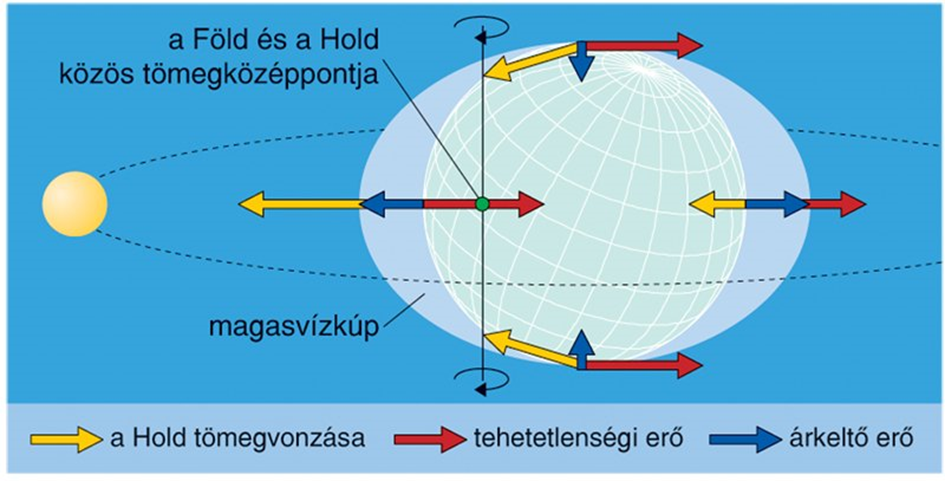 a Föld és a Hold
közös tömegközéppontja
magasvízkúp
a Hold tömegvonzása
tehetetlenségi erő
árkeltő erő